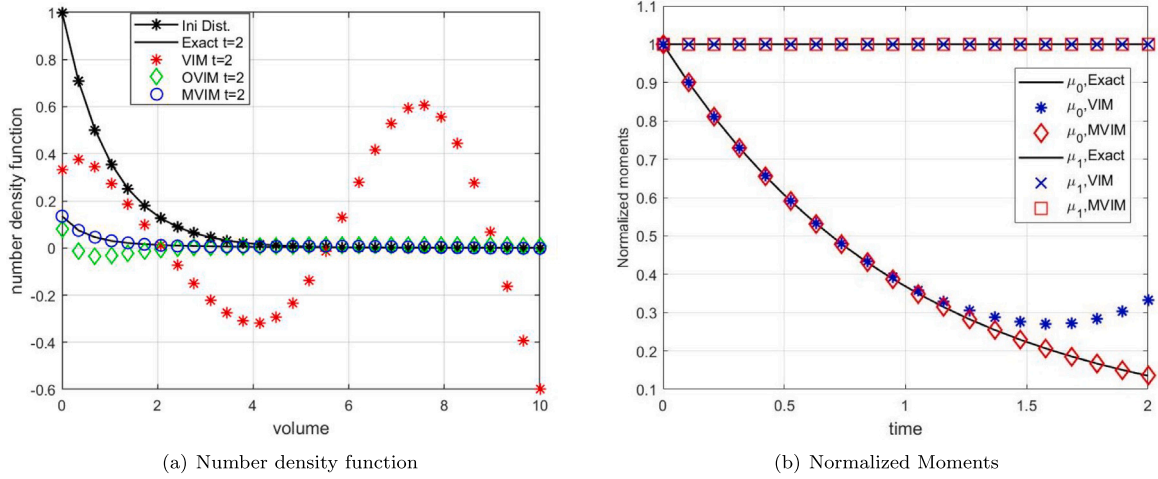 1
0.8
0.6
0.4
0.2
0
-0.2
-0.4
-0.6
number density function
Ini Dist.
Exact t=2
VIM t=2
OVIM t=2
MVIM t=2
0 2 4 6 8 10
volume
(a) Number density function
1.1
1
0.9
0.8
0.7
0.6
0.5
0.4
0.3
0.2
0.1
Normalized moments
μ0,Exact
μ0,VIM
μ0,MVIM
μ1,Exact
μ1,VIM
μ1,MVIM
0 0.5 1 1.5 2
time
(b) Normalized Moments